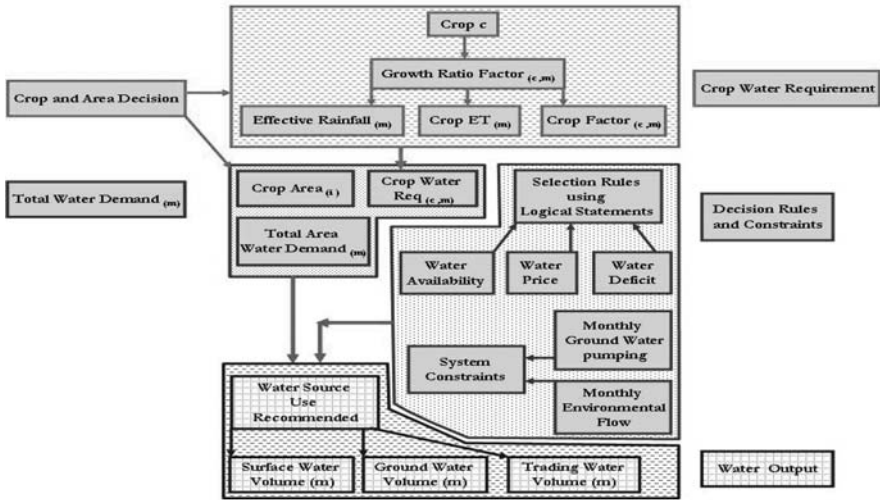 Crop c
Growth Ratio Factor (c,m)
Crop and Area Decision
Crop Water Requirement
Effective Rainfall (m)
Crop ET (m)
Crop Factor (c,m)
Total Water Demand (m)
Crop Area (i)
Crop Water
Req (c,m)
Total Area
Water Demand (m)
Selection Rules
using
Logical Statements
Decision Rules
and Constraints
Water
Availability
Water
Price
Water
Deficit
Monthly
Ground Water
pumping
System
Constraints
Monthly
Environmental
Flow
Water Source
Use
Recommended
Surface Water
Volume (m)
Ground Water
Volume (m)
Trading Water
Volume (m)
Water Output